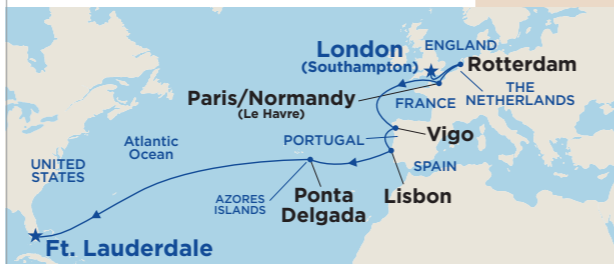 London
(Southampton)
ENGLAND
Rotterdam
Paris/Normandy
(Le Havre)
FRANCE
THE
NETHERLANDS
Atlantic
Ocean
PORTUGAL
Vigo
UNITED
STATES
SPAIN
AZORES
ISLANDS
Ponta
Delgada
Lisbon
Ft. Lauderdale